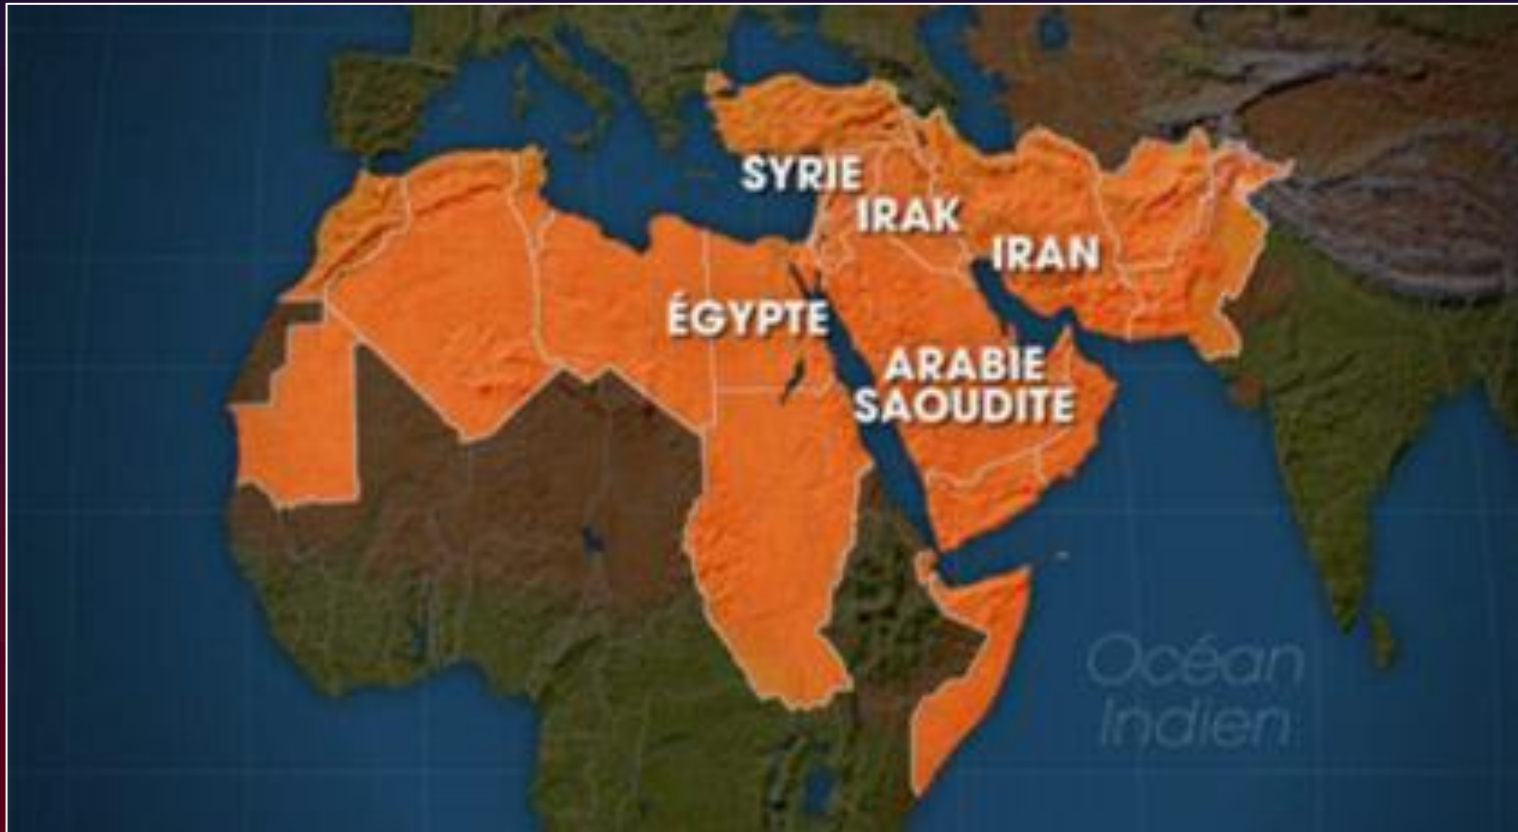 SYRIE
IRAK
IRAN
ÉGYPTE
ARABIE
SAOUDITE
Océan
Indien